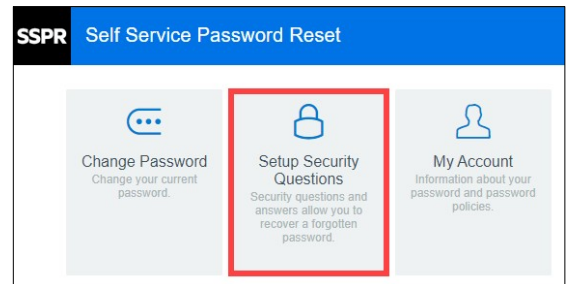 SSPR Self Service Password Reset
Change Password
Change your current
password.
Setup Security
Questions
Security questions and
answers allow you to
recover a forgotten
password.
My Account
Information about your
password and password
policies.